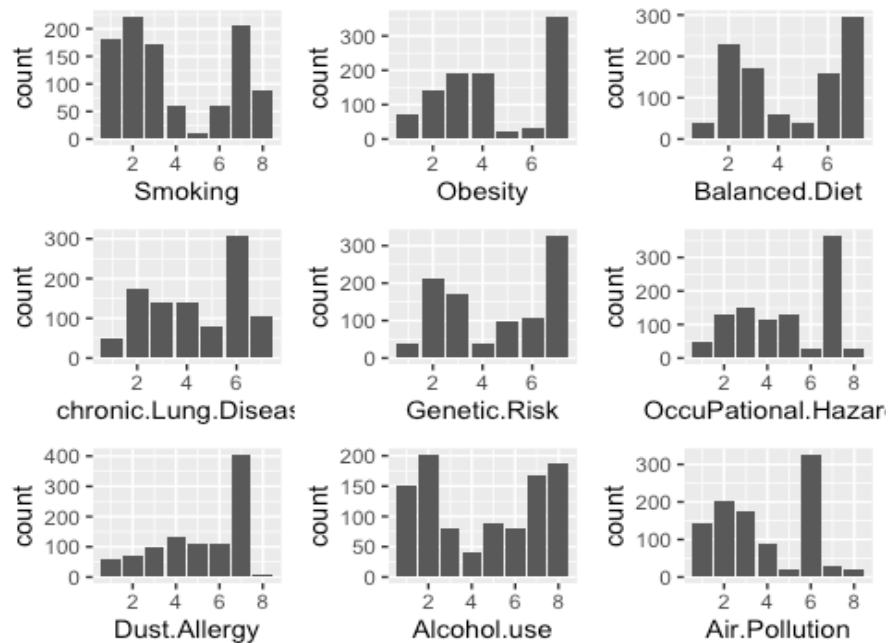 count
200
150
100
50
0
2 4 6 8
Smoking
count
300
200
100
0
2 4 6
Obesity
count
300
200
100
0
2 4 6
Balanced.Diet
count
300
200
100
0
2 4 6
chronic.Lung.Diseas
count
300
200
100
0
2 4 6
Genetic.Risk
count
300
200
100
0
2 4 6 8
OccuPational.Hazar
count
400
300
200
100
0
2 4 6 8
Dust.Allergy
count
200
150
100
50
0
2 4 6 8
Alcohol.use
count
300
200
100
0
2 4 6 8
Air.Pollution